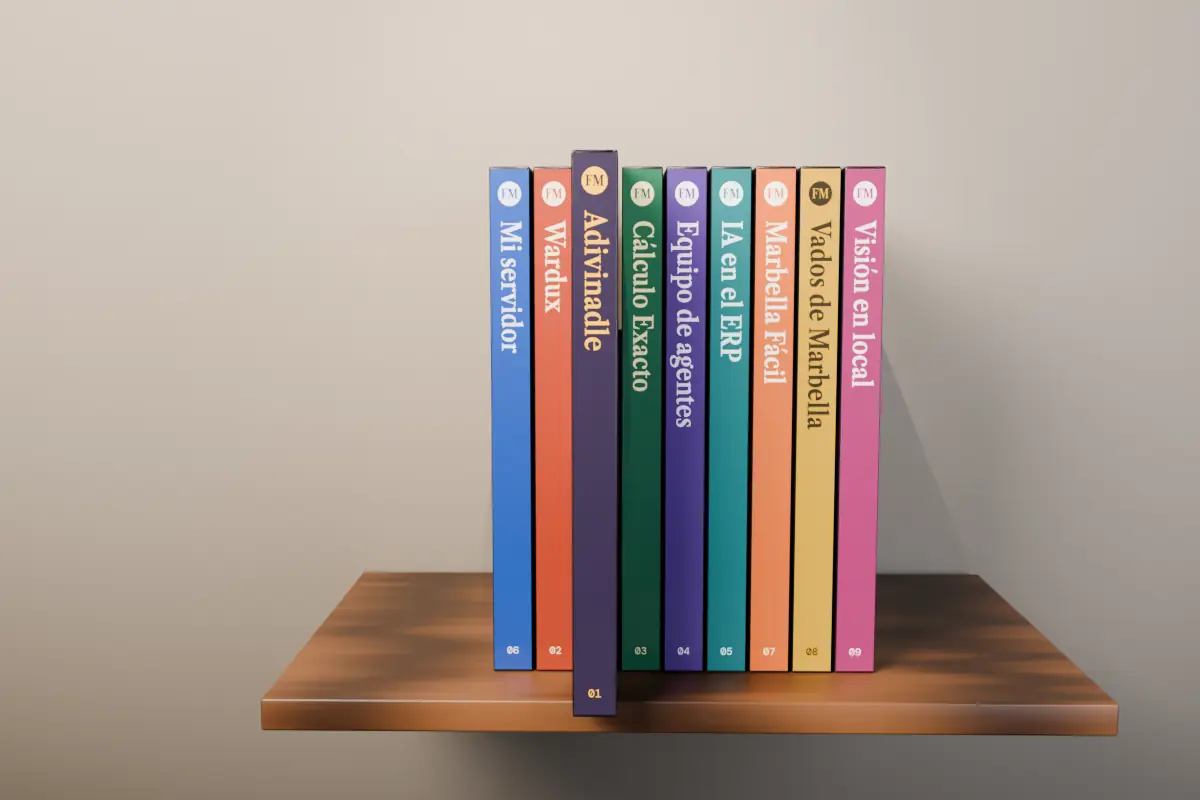 FM
Mi servidor
06
FM
Wardux
02
FM
Adivinadle
01
FM
Cálculo Exacto
03
FM
Equipo de agentes
04
FM
IA en el ERP
05
FM
Marbella Fácil
07
FM
Vados de Marbella
08
FM
Visión en local
09